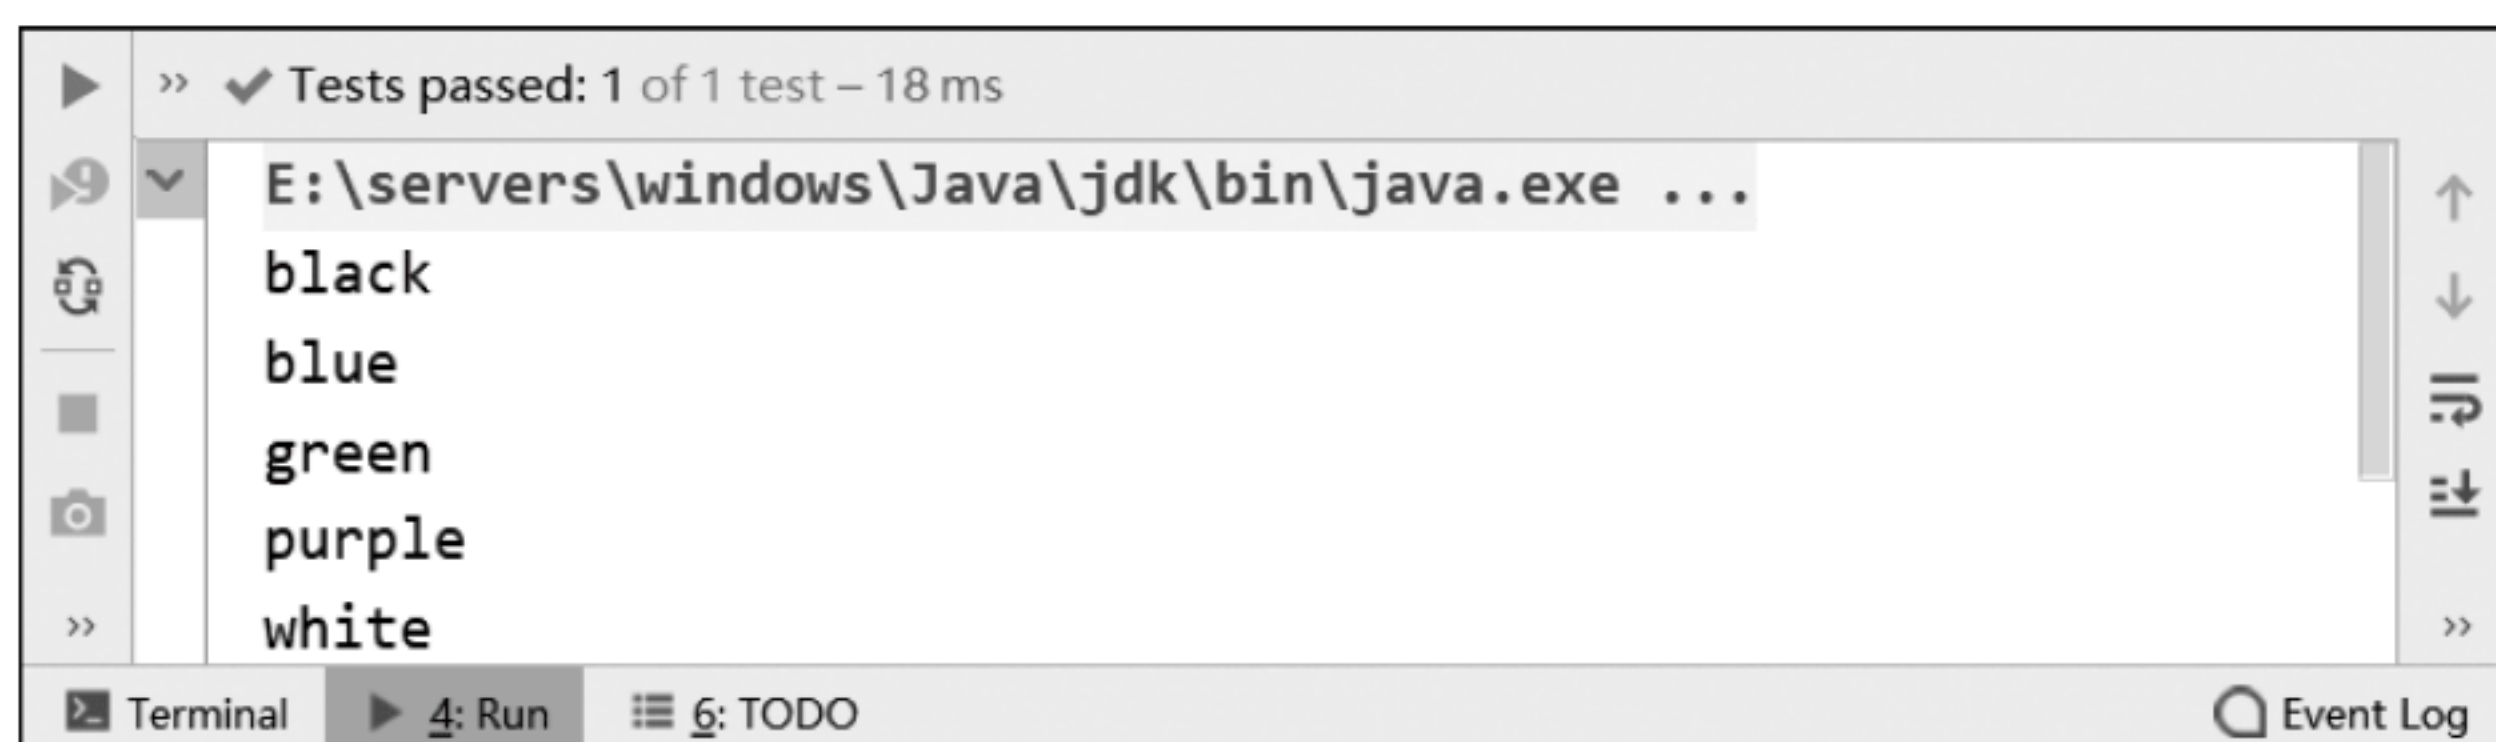 Tests passed: 1 of 1 test – 18 ms
E:\servers\windows\Java\jdk\bin\java.exe ...
black
blue
green
purple
white
Terminal 4: Run 6: TODO Event Log